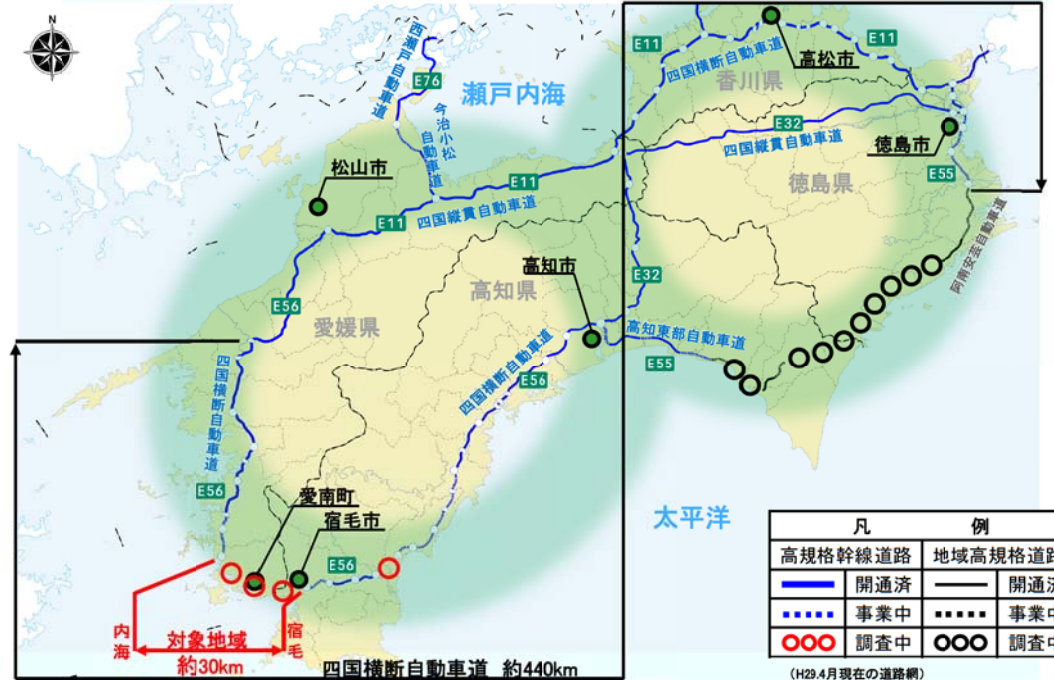 N
西瀬戸自動車道
E76
瀬戸内海
今治小松
自動車道
松山市
E11
四国縦貫自動車道
E11
E56
愛媛県
高知県
高知市
四国横断自動車道
E56
E56
四国横断自動車道
愛南町
宿毛市
E56
内海
対象地域
約30km
宿毛
四国横断自動車道 約440km
E11
四国横断自動車道
高松市
E11
香川県
E32
四国縦貫自動車道
徳島市
徳島県
E55
阿南安芸自動車道
E32
高知東部自動車道
E55
太平洋
凡 例
高規格幹線道路 地域高規格道路
開通済 開通済
事業中 事業中
調査中 調査中
(H29.4月現在の道路網)